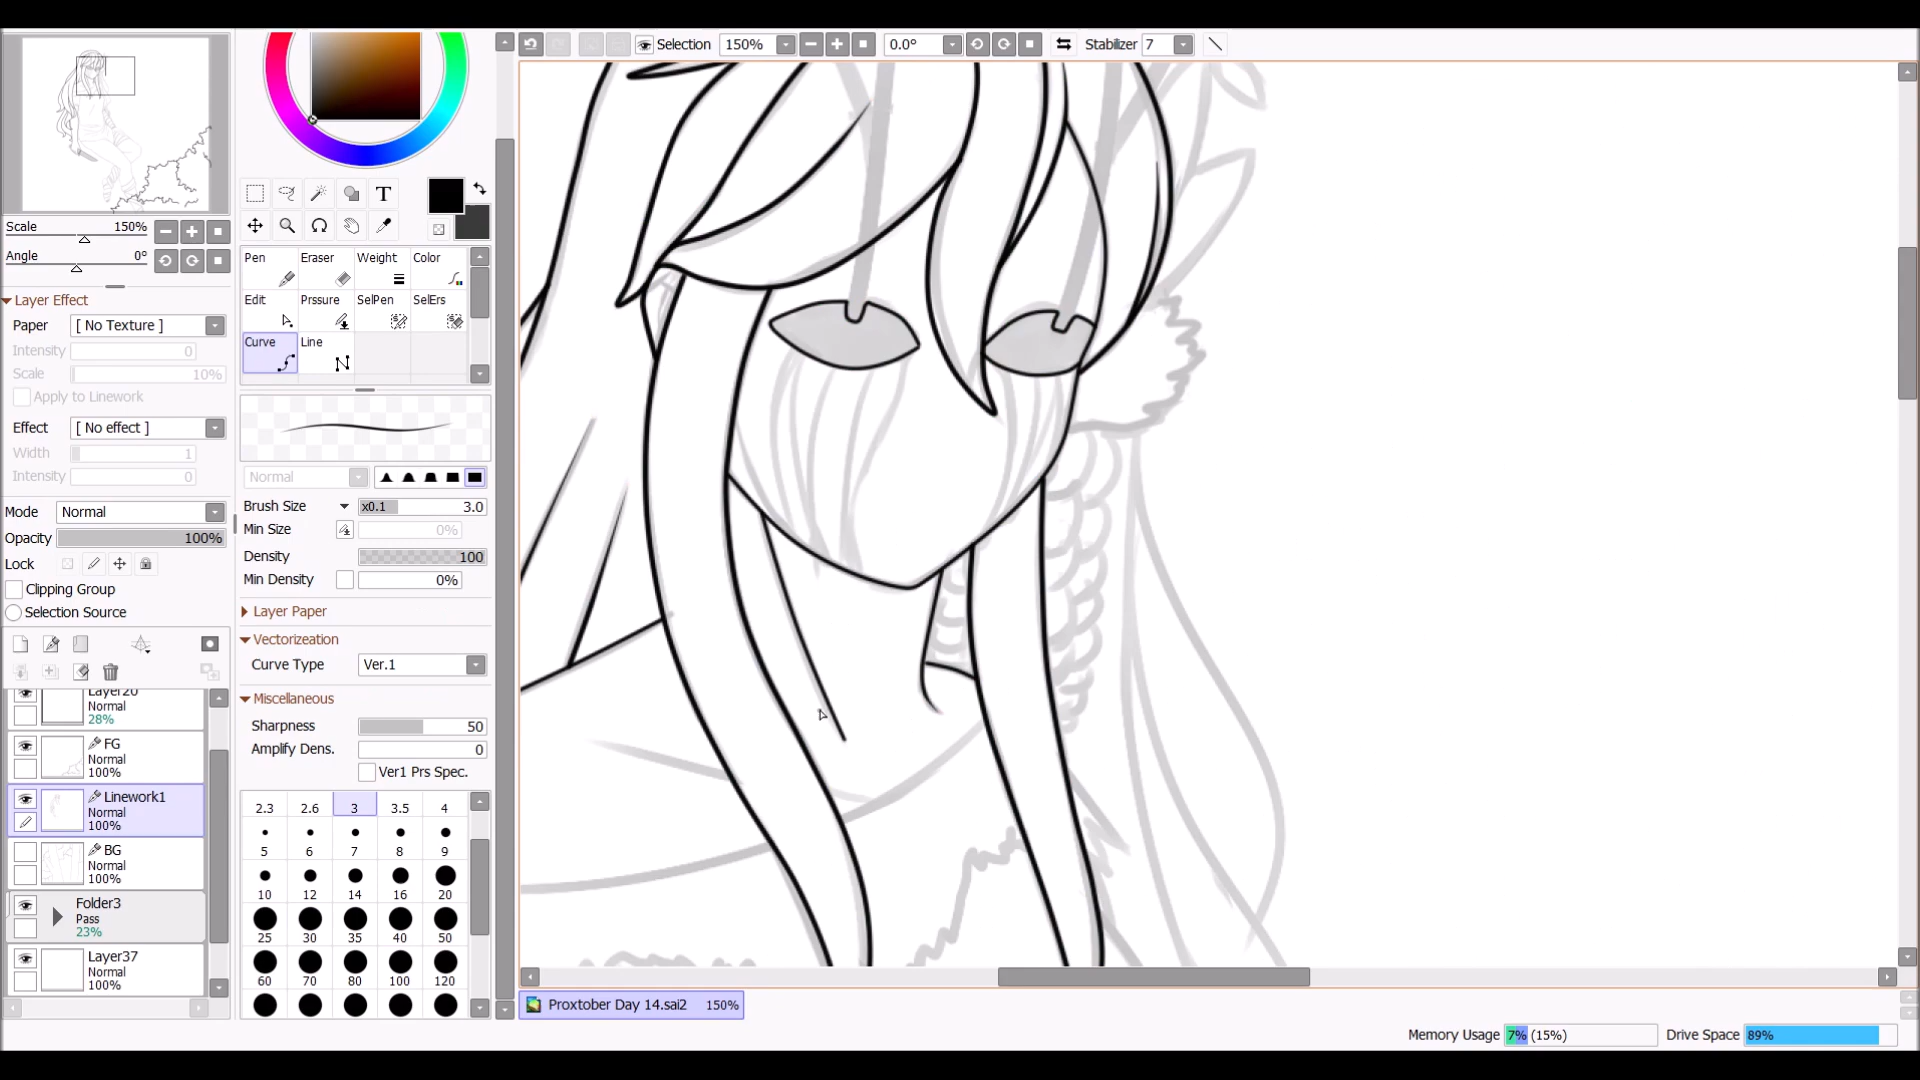 Selection
150%
0.0°
Stabilizer 7
Scale
150%
Angle
0°
Layer Effect
Paper
[ No Texture ]
Intensity
0
Scale
10%
Apply to Linework
Effect
[ No effect ]
Width
1
Intensity
0
Mode
Normal
Opacity
100%
Lock
Clipping Group
Selection Source
Layer20
Normal
28%
FG
Normal
100%
Linework1
Normal
100%
BG
Normal
100%
Folder3
Pass
23%
Layer37
Normal
100%
T
Pen
Eraser
Weight
Color
Edit
Prssure
SelPen
SelErs
Curve
Line
Normal
Brush Size
x0.1
3.0
Min Size
0%
Density
100
Min Density
0%
Layer Paper
Vectorization
Curve Type
Ver.1
Miscellaneous
Sharpness
50
Amplify Dens.
0
Ver1 Prs Spec.
2.3 2.6 3 3.5 4
5 6 7 8 9
10 12 14 16 20
25 30 35 40 50
60 70 80 100 120
Proxtober Day 14.sai2 150%
Memory Usage 7% (15%)
Drive Space 89%